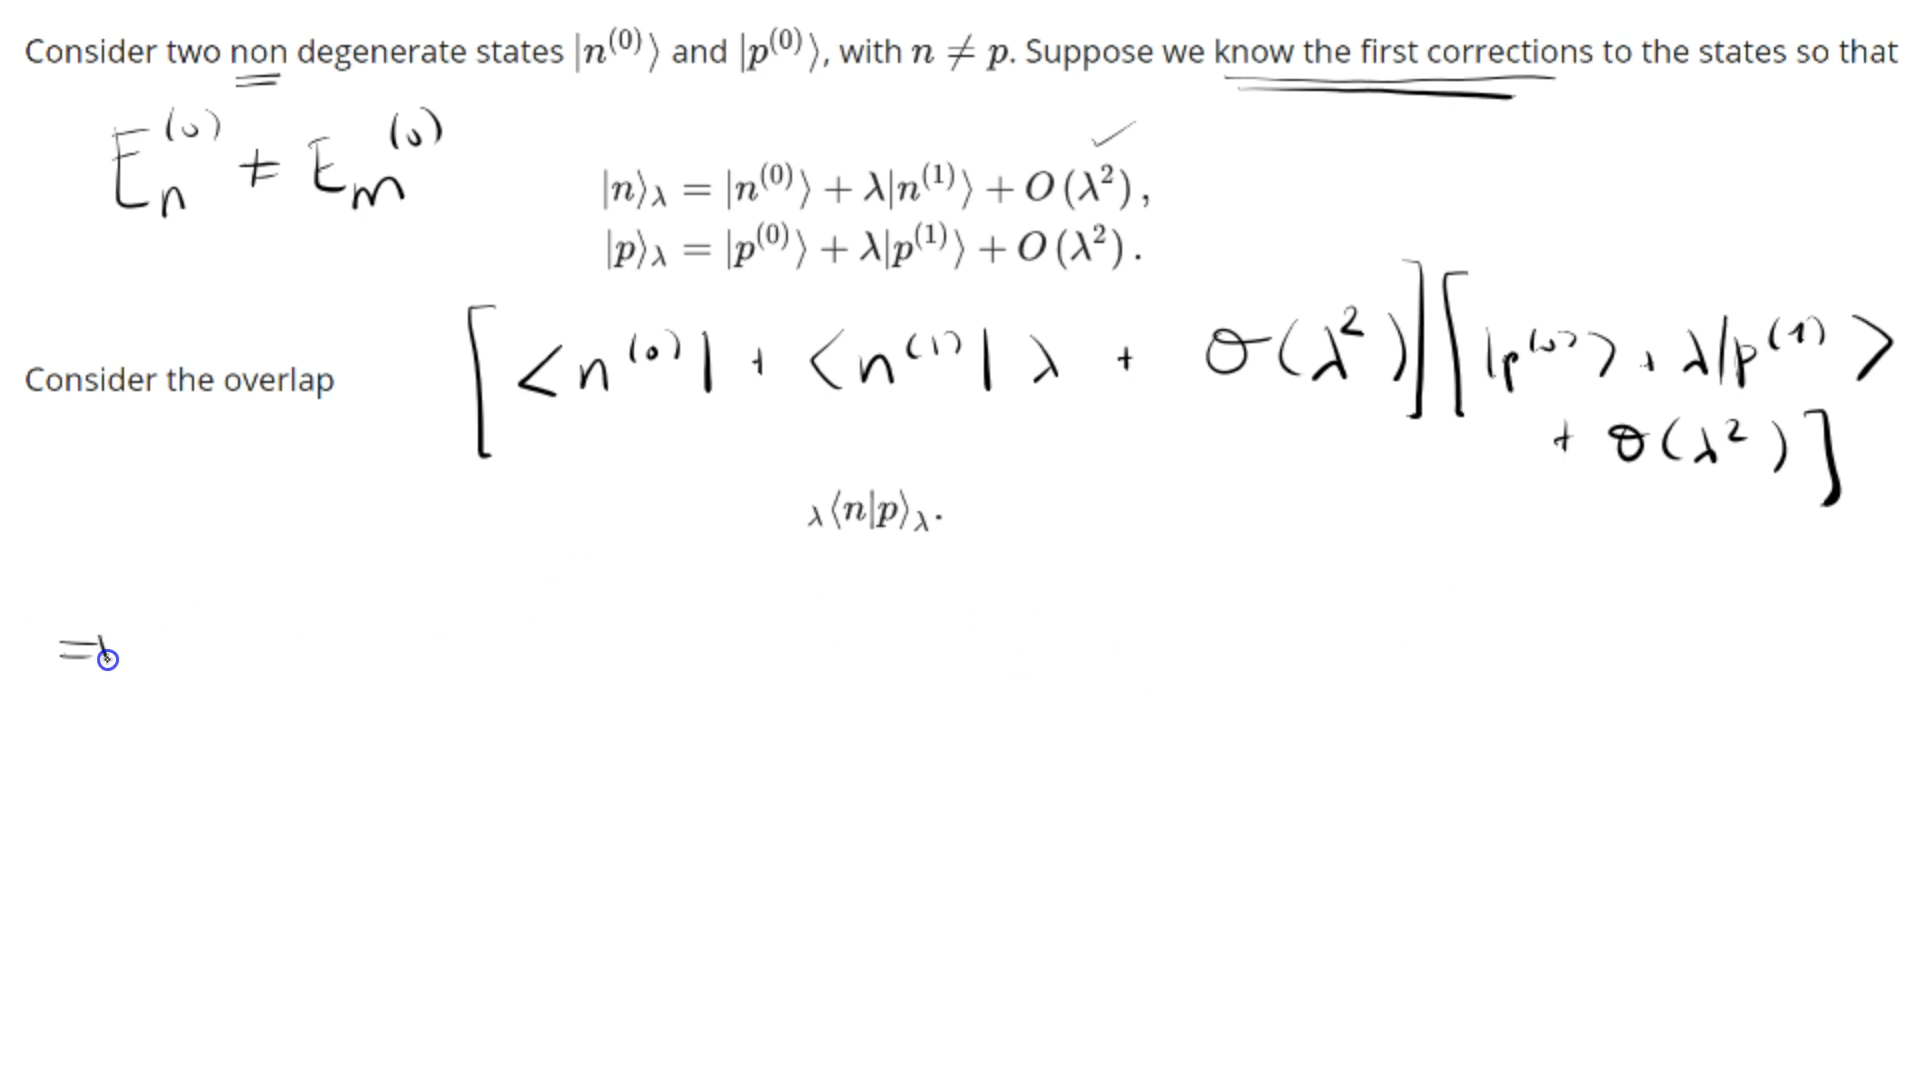 Consider two non degenerate states |n⁽⁰⁾⟩ and |p⁽⁰⁾⟩, with n ≠ p. Suppose we know the first corrections to the states so that
Eₙ⁽⁰⁾ ≠ Eₘ⁽⁰⁾
|n⟩_λ = |n⁽⁰⁾⟩ + λ|n⁽¹⁾⟩ + O(λ²),
|p⟩_λ = |p⁽⁰⁾⟩ + λ|p⁽¹⁾⟩ + O(λ²).
Consider the overlap
[<n⁽⁰⁾| + <n⁽¹⁾| λ + O(λ²)][|p⁽⁰⁾> + λ|p⁽¹⁾>
+ O(λ²)]
_λ⟨n|p⟩_λ.
=